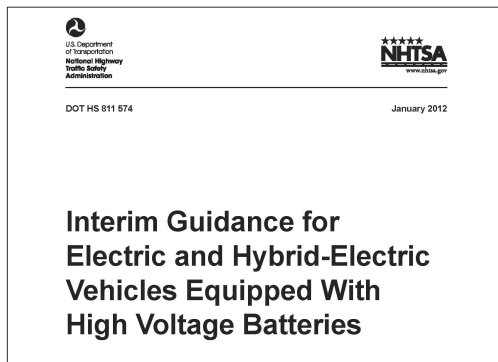 U.S. Department
of Transportation
National Highway
Traffic Safety
Administration
★★★★★
NHTSA
www.nhtsa.gov
DOT HS 811 574
January 2012
Interim Guidance for
Electric and Hybrid-Electric
Vehicles Equipped With
High Voltage Batteries